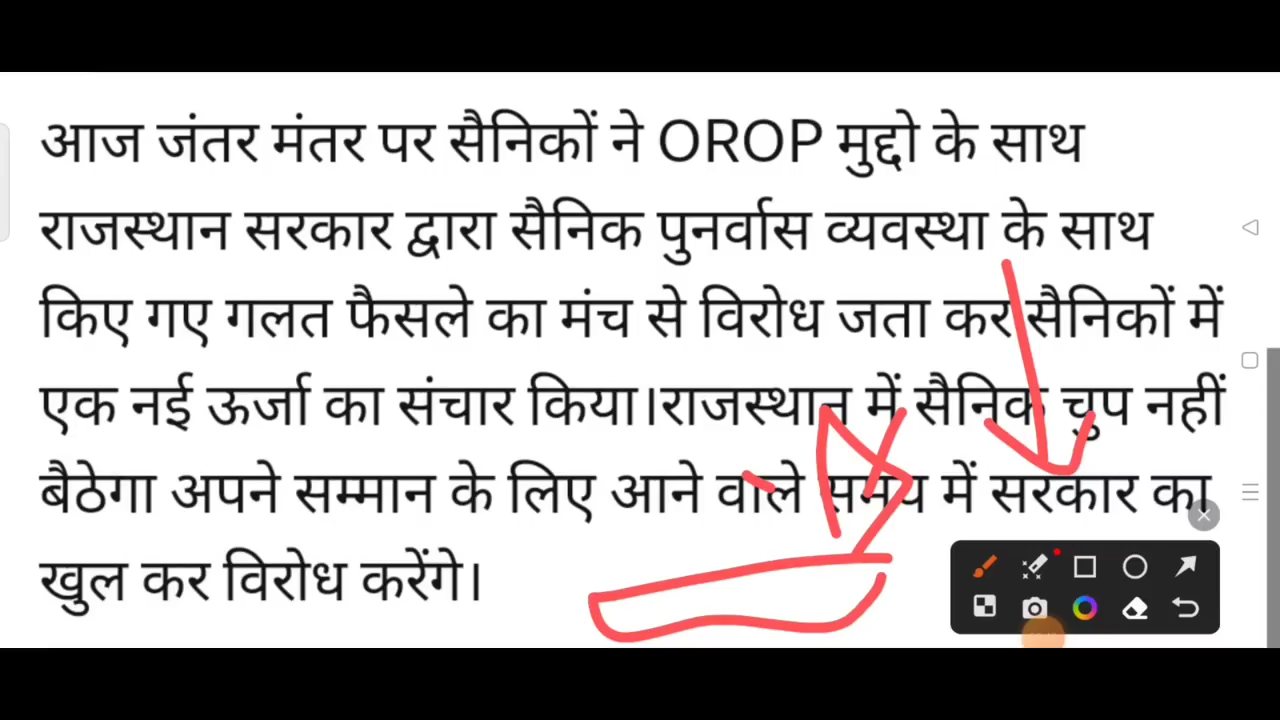 आज जंतर मंतर पर सैनिकों ने OROP मुद्दो के साथ
राजस्थान सरकार द्वारा सैनिक पुनर्वास व्यवस्था के साथ
किए गए गलत फैसले का मंच से विरोध जता कर सैनिकों में
एक नई ऊर्जा का संचार किया।राजस्थान में सैनिक चुप नहीं
बैठेगा अपने सम्मान के लिए आने वाले समय में सरकार का
खुल कर विरोध करेंगे।